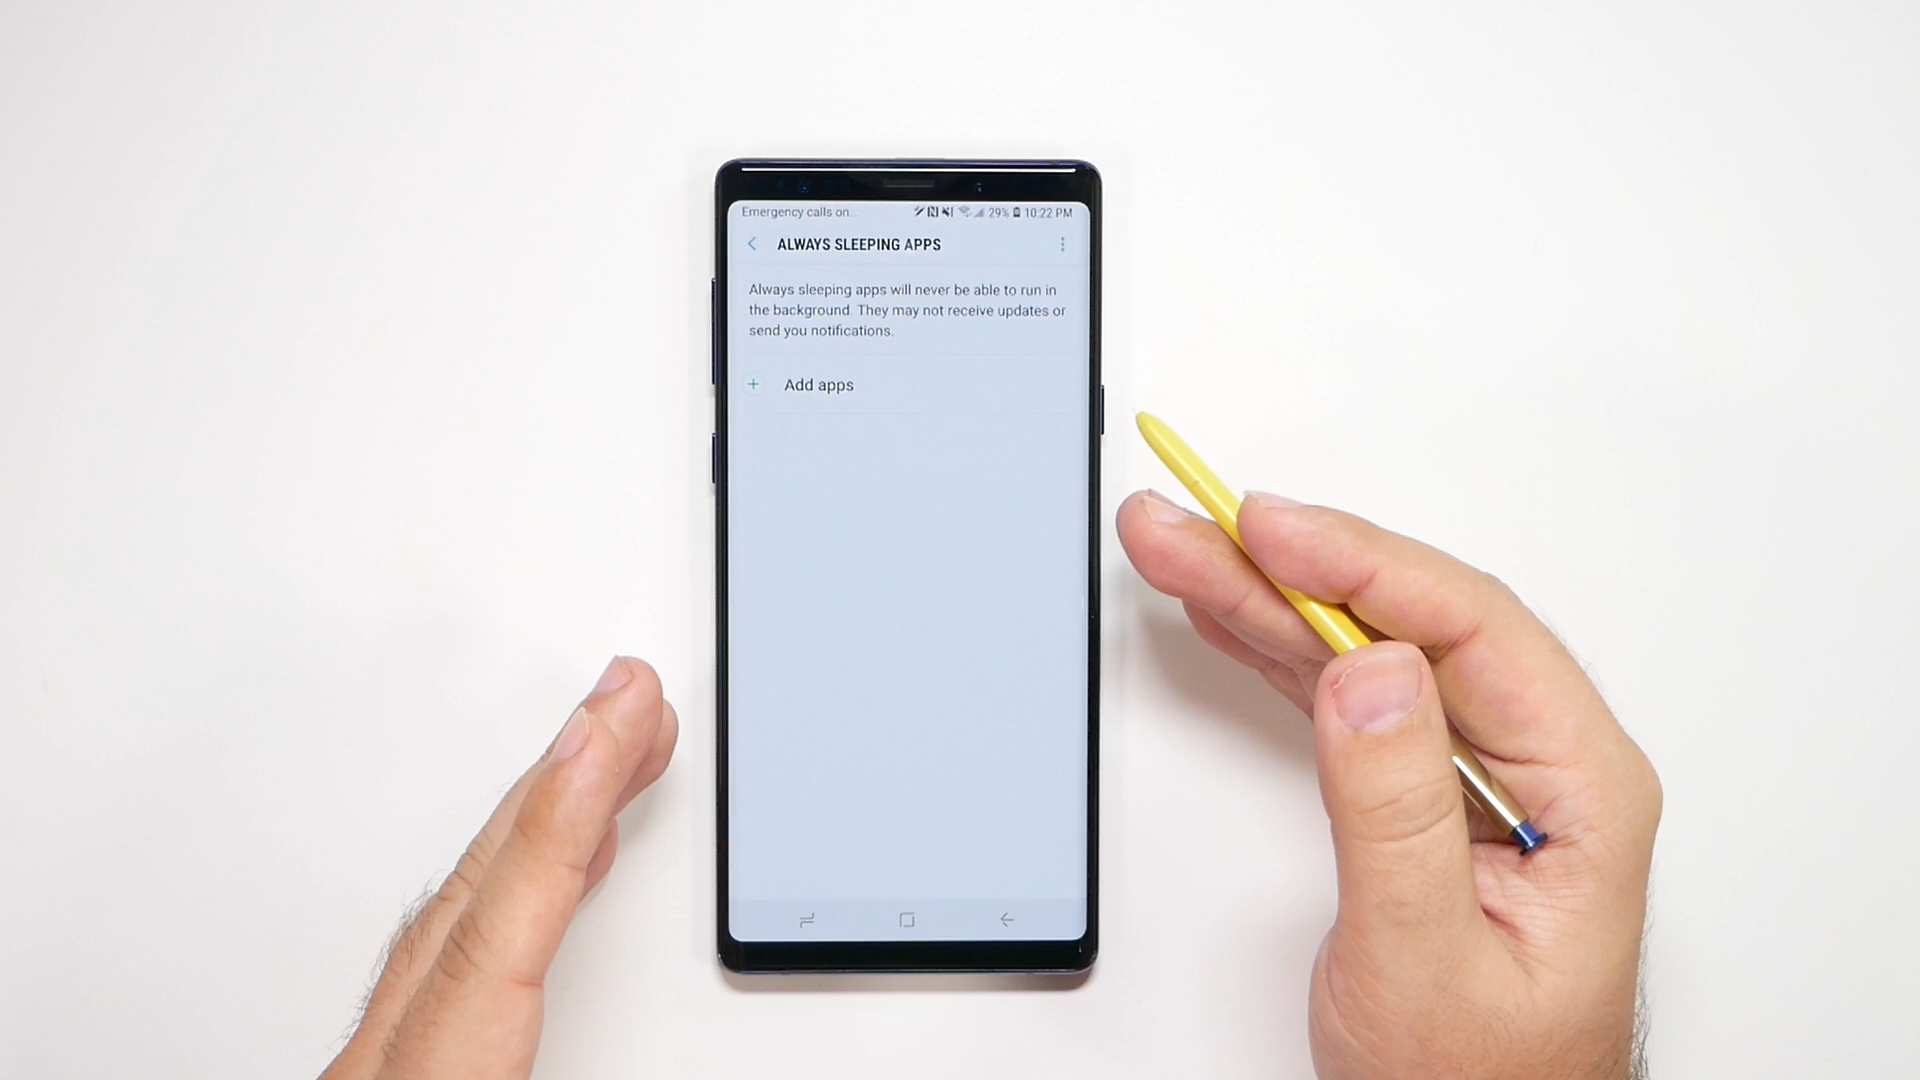 Emergency calls on... 29% 10:22 PM
ALWAYS SLEEPING APPS
Always sleeping apps will never be able to run in
the background. They may not receive updates or
send you notifications.
Add apps